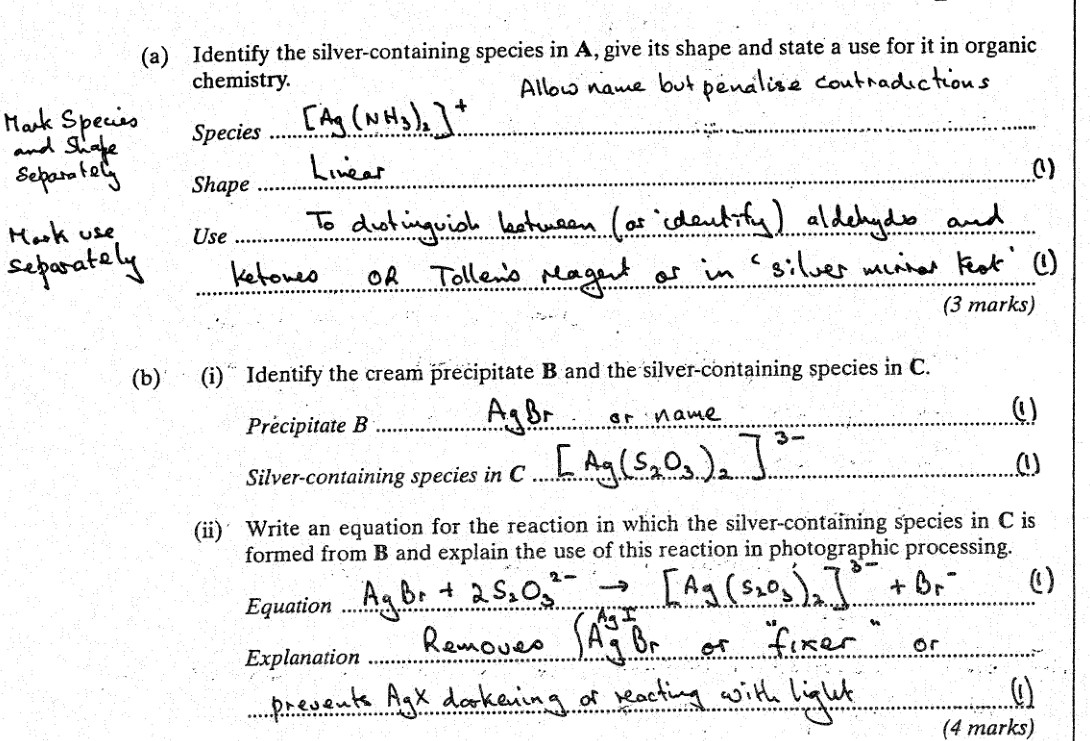 (a) Identify the silver-containing species in A, give its shape and state a use for it in organic
chemistry.
Allow name but penalise contradictions
Mark Species
and Shape
Separately
Species [Ag(NH₃)₂]⁺
Shape Linear (1)
Mark use
separately
Use To distinguish between (or identify) aldehydes and
ketones OR Tollen's reagent or in 'silver mirror test' (1)
(3 marks)
(b) (i) Identify the cream precipitate B and the silver-containing species in C.
Precipitate B AgBr or name (1)
Silver-containing species in C [Ag(S₂O₃)₂]³⁻ (1)
(ii) Write an equation for the reaction in which the silver-containing species in C is
formed from B and explain the use of this reaction in photographic processing.
Equation AgBr + 2S₂O₃²⁻ → [Ag(S₂O₃)₂]³⁻ + Br⁻ (1)
AgI
Explanation Removes AgBr or "fixer" or
prevents AgX darkening or reacting with light (1)
(4 marks)